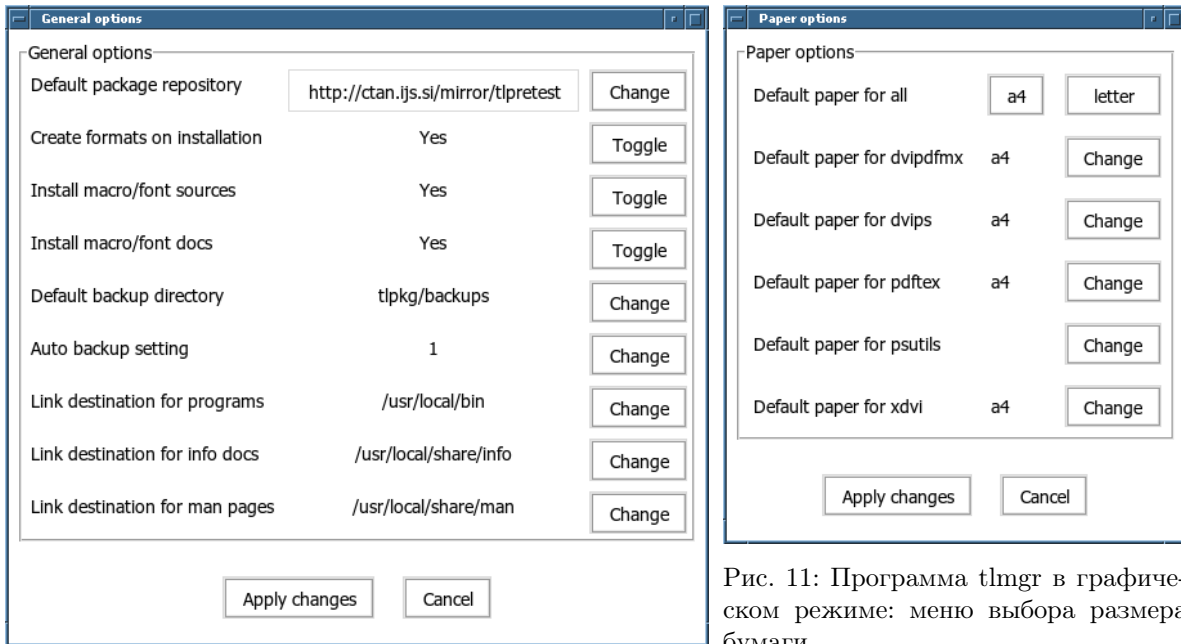 General options
General options
Default package repository http://ctan.ijs.si/mirror/tlpretest Change
Create formats on installation Yes Toggle
Install macro/font sources Yes Toggle
Install macro/font docs Yes Toggle
Default backup directory tlpkg/backups Change
Auto backup setting 1 Change
Link destination for programs /usr/local/bin Change
Link destination for info docs /usr/local/share/info Change
Link destination for man pages /usr/local/share/man Change
Apply changes Cancel
Paper options
Paper options
Default paper for all a4 letter
Default paper for dvipdfmx a4 Change
Default paper for dvips a4 Change
Default paper for pdftex a4 Change
Default paper for psutils Change
Default paper for xdvi a4 Change
Apply changes Cancel
Рис. 11: Программа tlmgr в графиче-
ском режиме: меню выбора размера
бумаги